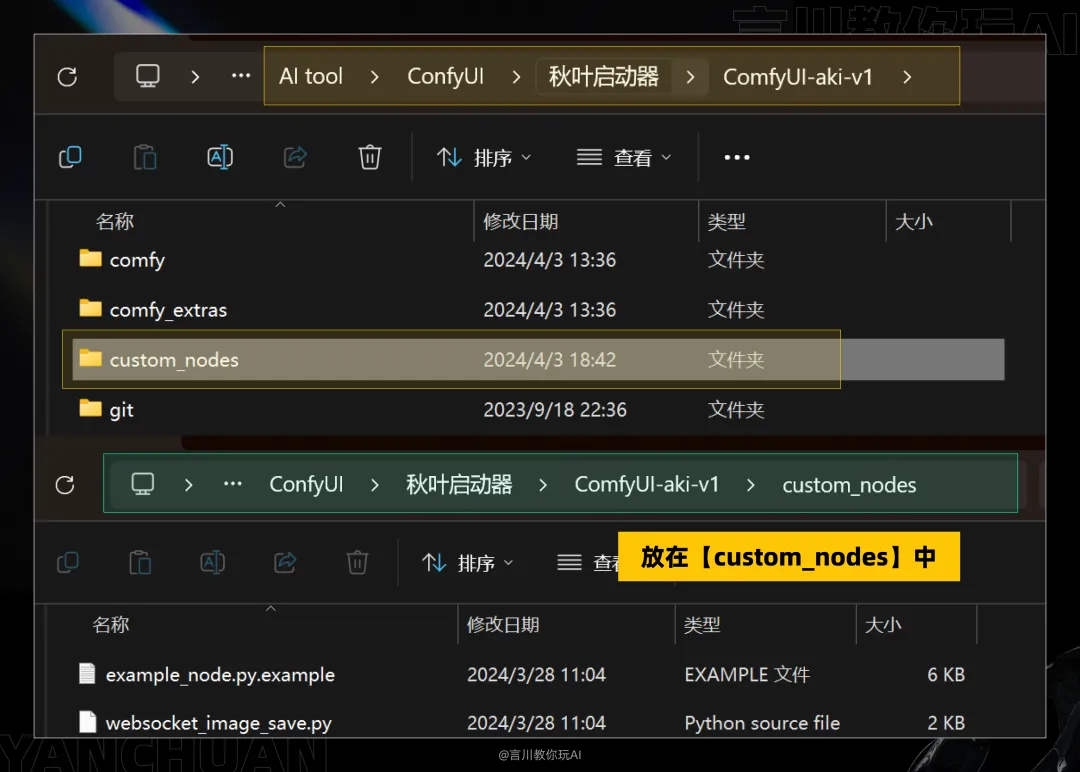 言川教你玩AI
AI tool > ConfyUI > 秋叶启动器 > ComfyUI-aki-v1 >
排序 查看
名称 修改日期 类型 大小
comfy 2024/4/3 13:36 文件夹
comfy_extras 2024/4/3 13:36 文件夹
custom_nodes 2024/4/3 18:42 文件夹
git 2023/9/18 22:36 文件夹
ConfyUI > 秋叶启动器 > ComfyUI-aki-v1 > custom_nodes
排序 查看
放在【custom_nodes】中
名称 修改日期 类型 大小
example_node.py.example 2024/3/28 11:04 EXAMPLE 文件 6 KB
websocket_image_save.py 2024/3/28 11:04 Python source file 2 KB
YANCHUAN
@言川教你玩AI